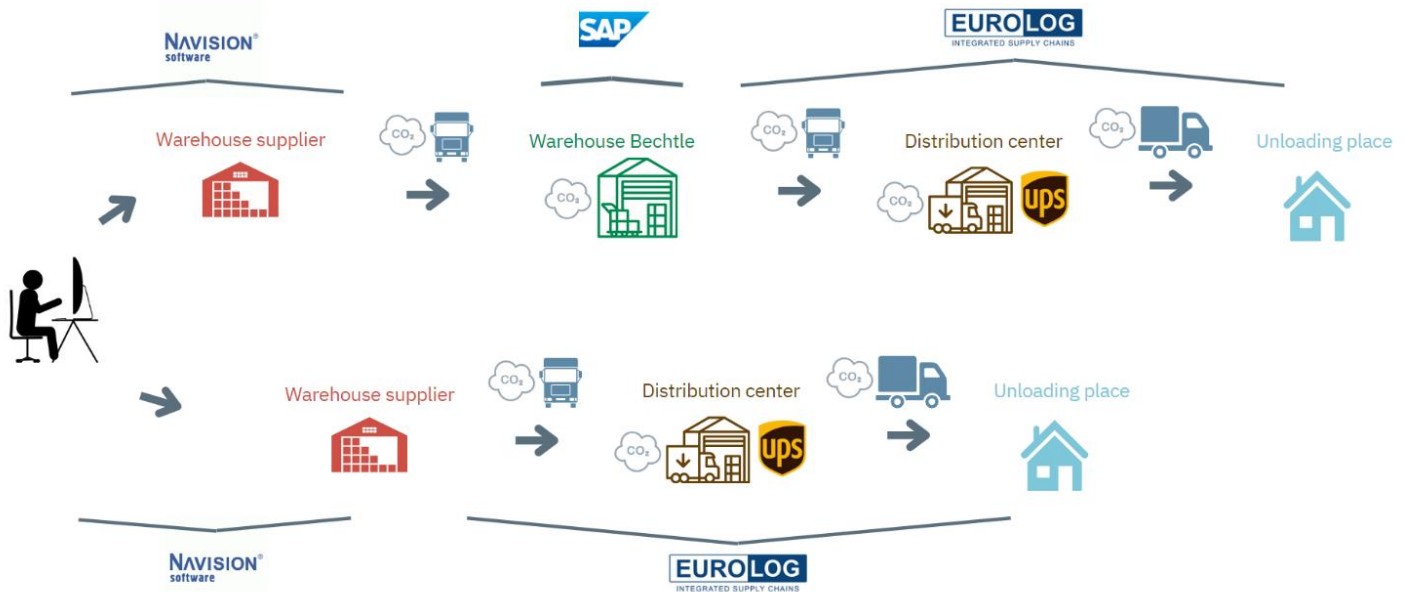 NAVISION®
software
SAP
EUROLOG
INTEGRATED SUPPLY CHAINS
Warehouse supplier
CO₂
Warehouse Bechtle
CO₂
CO₂
Distribution center
CO₂
ups
CO₂
Unloading place
CO₂
Warehouse supplier
CO₂
Distribution center
CO₂
ups
CO₂
Unloading place
NAVISION®
software
EUROLOG
INTEGRATED SUPPLY CHAINS